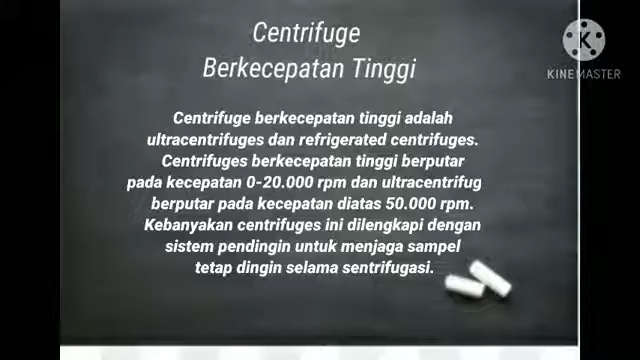 Centrifuge
Berkecepatan Tinggi
K
KINEMASTER
Centrifuge berkecepatan tinggi adalah
ultracentrifuges dan refrigerated centrifuges.
Centrifuges berkecepatan tinggi berputar
pada kecepatan 0-20.000 rpm dan ultracentrifug
berputar pada kecepatan diatas 50.000 rpm.
Kebanyakan centrifuges ini dilengkapi dengan
sistem pendingin untuk menjaga sampel
tetap dingin selama sentrifugasi.